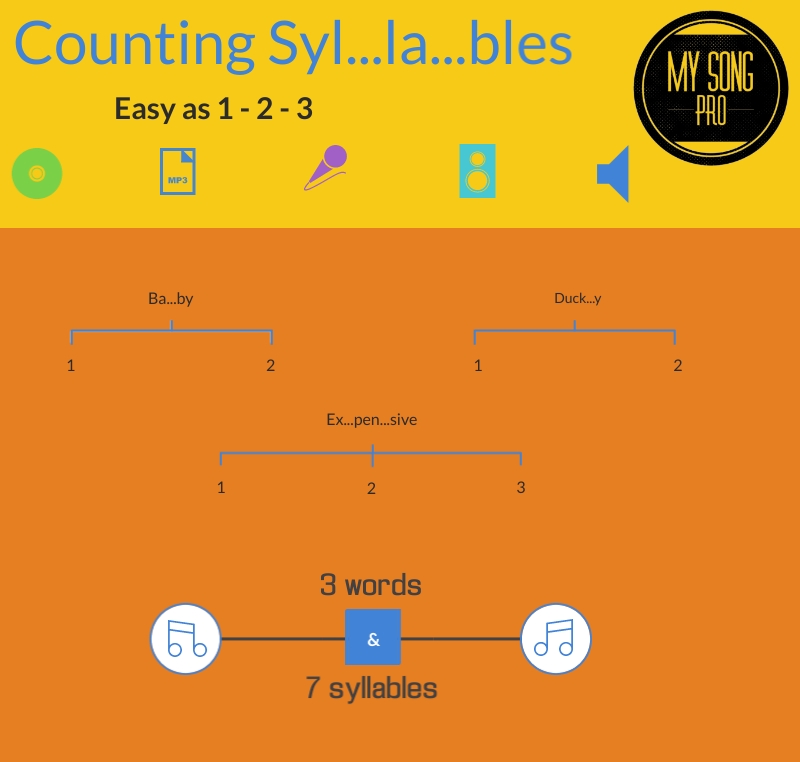 Counting Syl...la...bles
Easy as 1 - 2 - 3
MY SONG
PRO
MP3
Ba...by
1 2
Duck...y
1 2
Ex...pen...sive
1 2 3
3 words
&
7 syllables